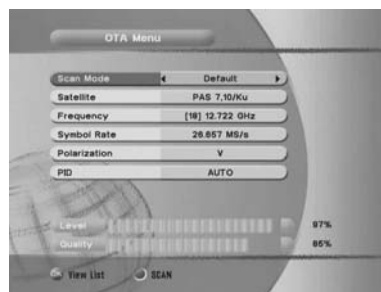 OTA Menu
Scan Mode Default
Satellite PAS 7,10/Ku
Frequency [18] 12.722 GHz
Symbol Rate 26.657 MS/s
Polarization V
PID AUTO
Level 97%
Quality 85%
View List SCAN